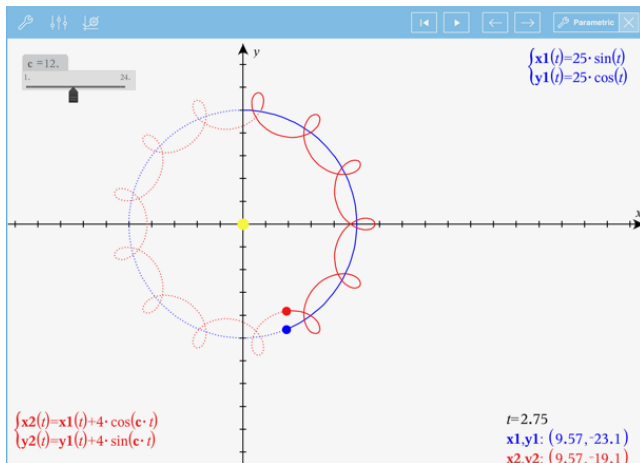 Parametric
c =12.
1. 24.
y
x1(t)=25·sin(t)
y1(t)=25·cos(t)
x
x2(t)=x1(t)+4·cos(c·t)
y2(t)=y1(t)+4·sin(c·t)
t=2.75
x1,y1: (9.57,-23.1)
x2,y2: (9.57,-19.1)